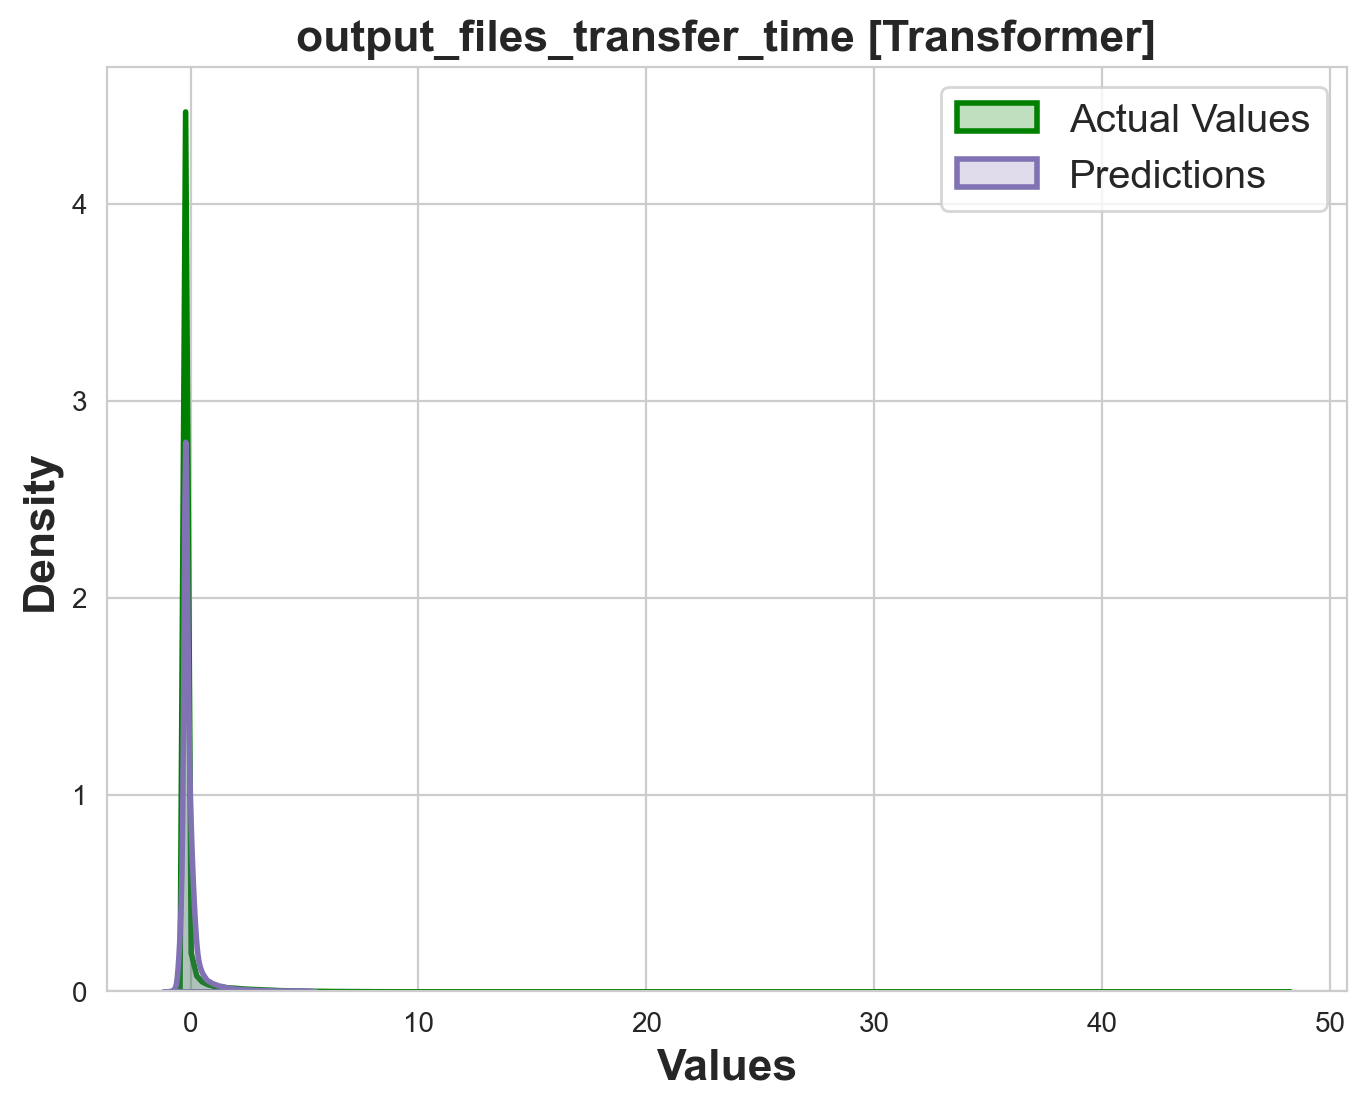 output_files_transfer_time [Transformer]
Actual Values
Predictions
Density
4
3
2
1
0
0 10 20 30 40 50
Values